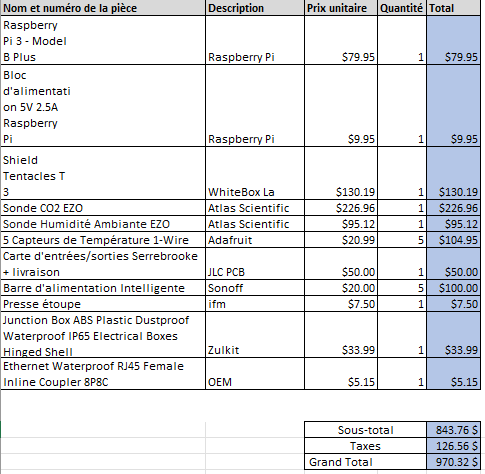 Nom et numéro de la pièce Description Prix unitaire Quantité Total
Raspberry
Pi 3 - Model
B Plus Raspberry Pi $79.95 1 $79.95
Bloc
d'alimentati
on 5V 2.5A
Raspberry
Pi Raspberry Pi $9.95 1 $9.95
Shield
Tentacles T
3 WhiteBox La $130.19 1 $130.19
Sonde CO2 EZO Atlas Scientific $226.96 1 $226.96
Sonde Humidité Ambiante EZO Atlas Scientific $95.12 1 $95.12
5 Capteurs de Température 1-Wire Adafruit $20.99 5 $104.95
Carte d'entrées/sorties Serrebrooke
+ livraison JLC PCB $50.00 1 $50.00
Barre d'alimentation Intelligente Sonoff $20.00 5 $100.00
Presse étoupe ifm $7.50 1 $7.50
Junction Box ABS Plastic Dustproof
Waterproof IP65 Electrical Boxes
Hinged Shell Zulkit $33.99 1 $33.99
Ethernet Waterproof RJ45 Female
Inline Coupler 8P8C OEM $5.15 1 $5.15
Sous-total 843.76 $
Taxes 126.56 $
Grand Total 970.32 $